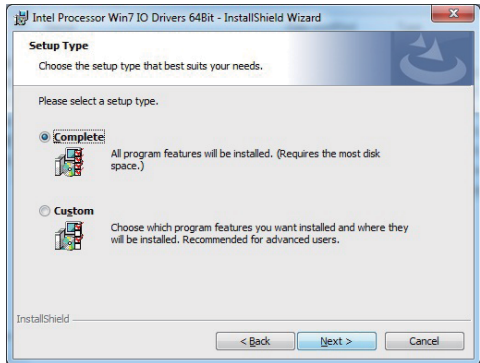 Intel Processor Win7 IO Drivers 64Bit - InstallShield Wizard
Setup Type
Choose the setup type that best suits your needs.
Please select a setup type.
Complete
All program features will be installed. (Requires the most disk
space.)
Custom
Choose which program features you want installed and where they
will be installed. Recommended for advanced users.
InstallShield
< Back Next > Cancel